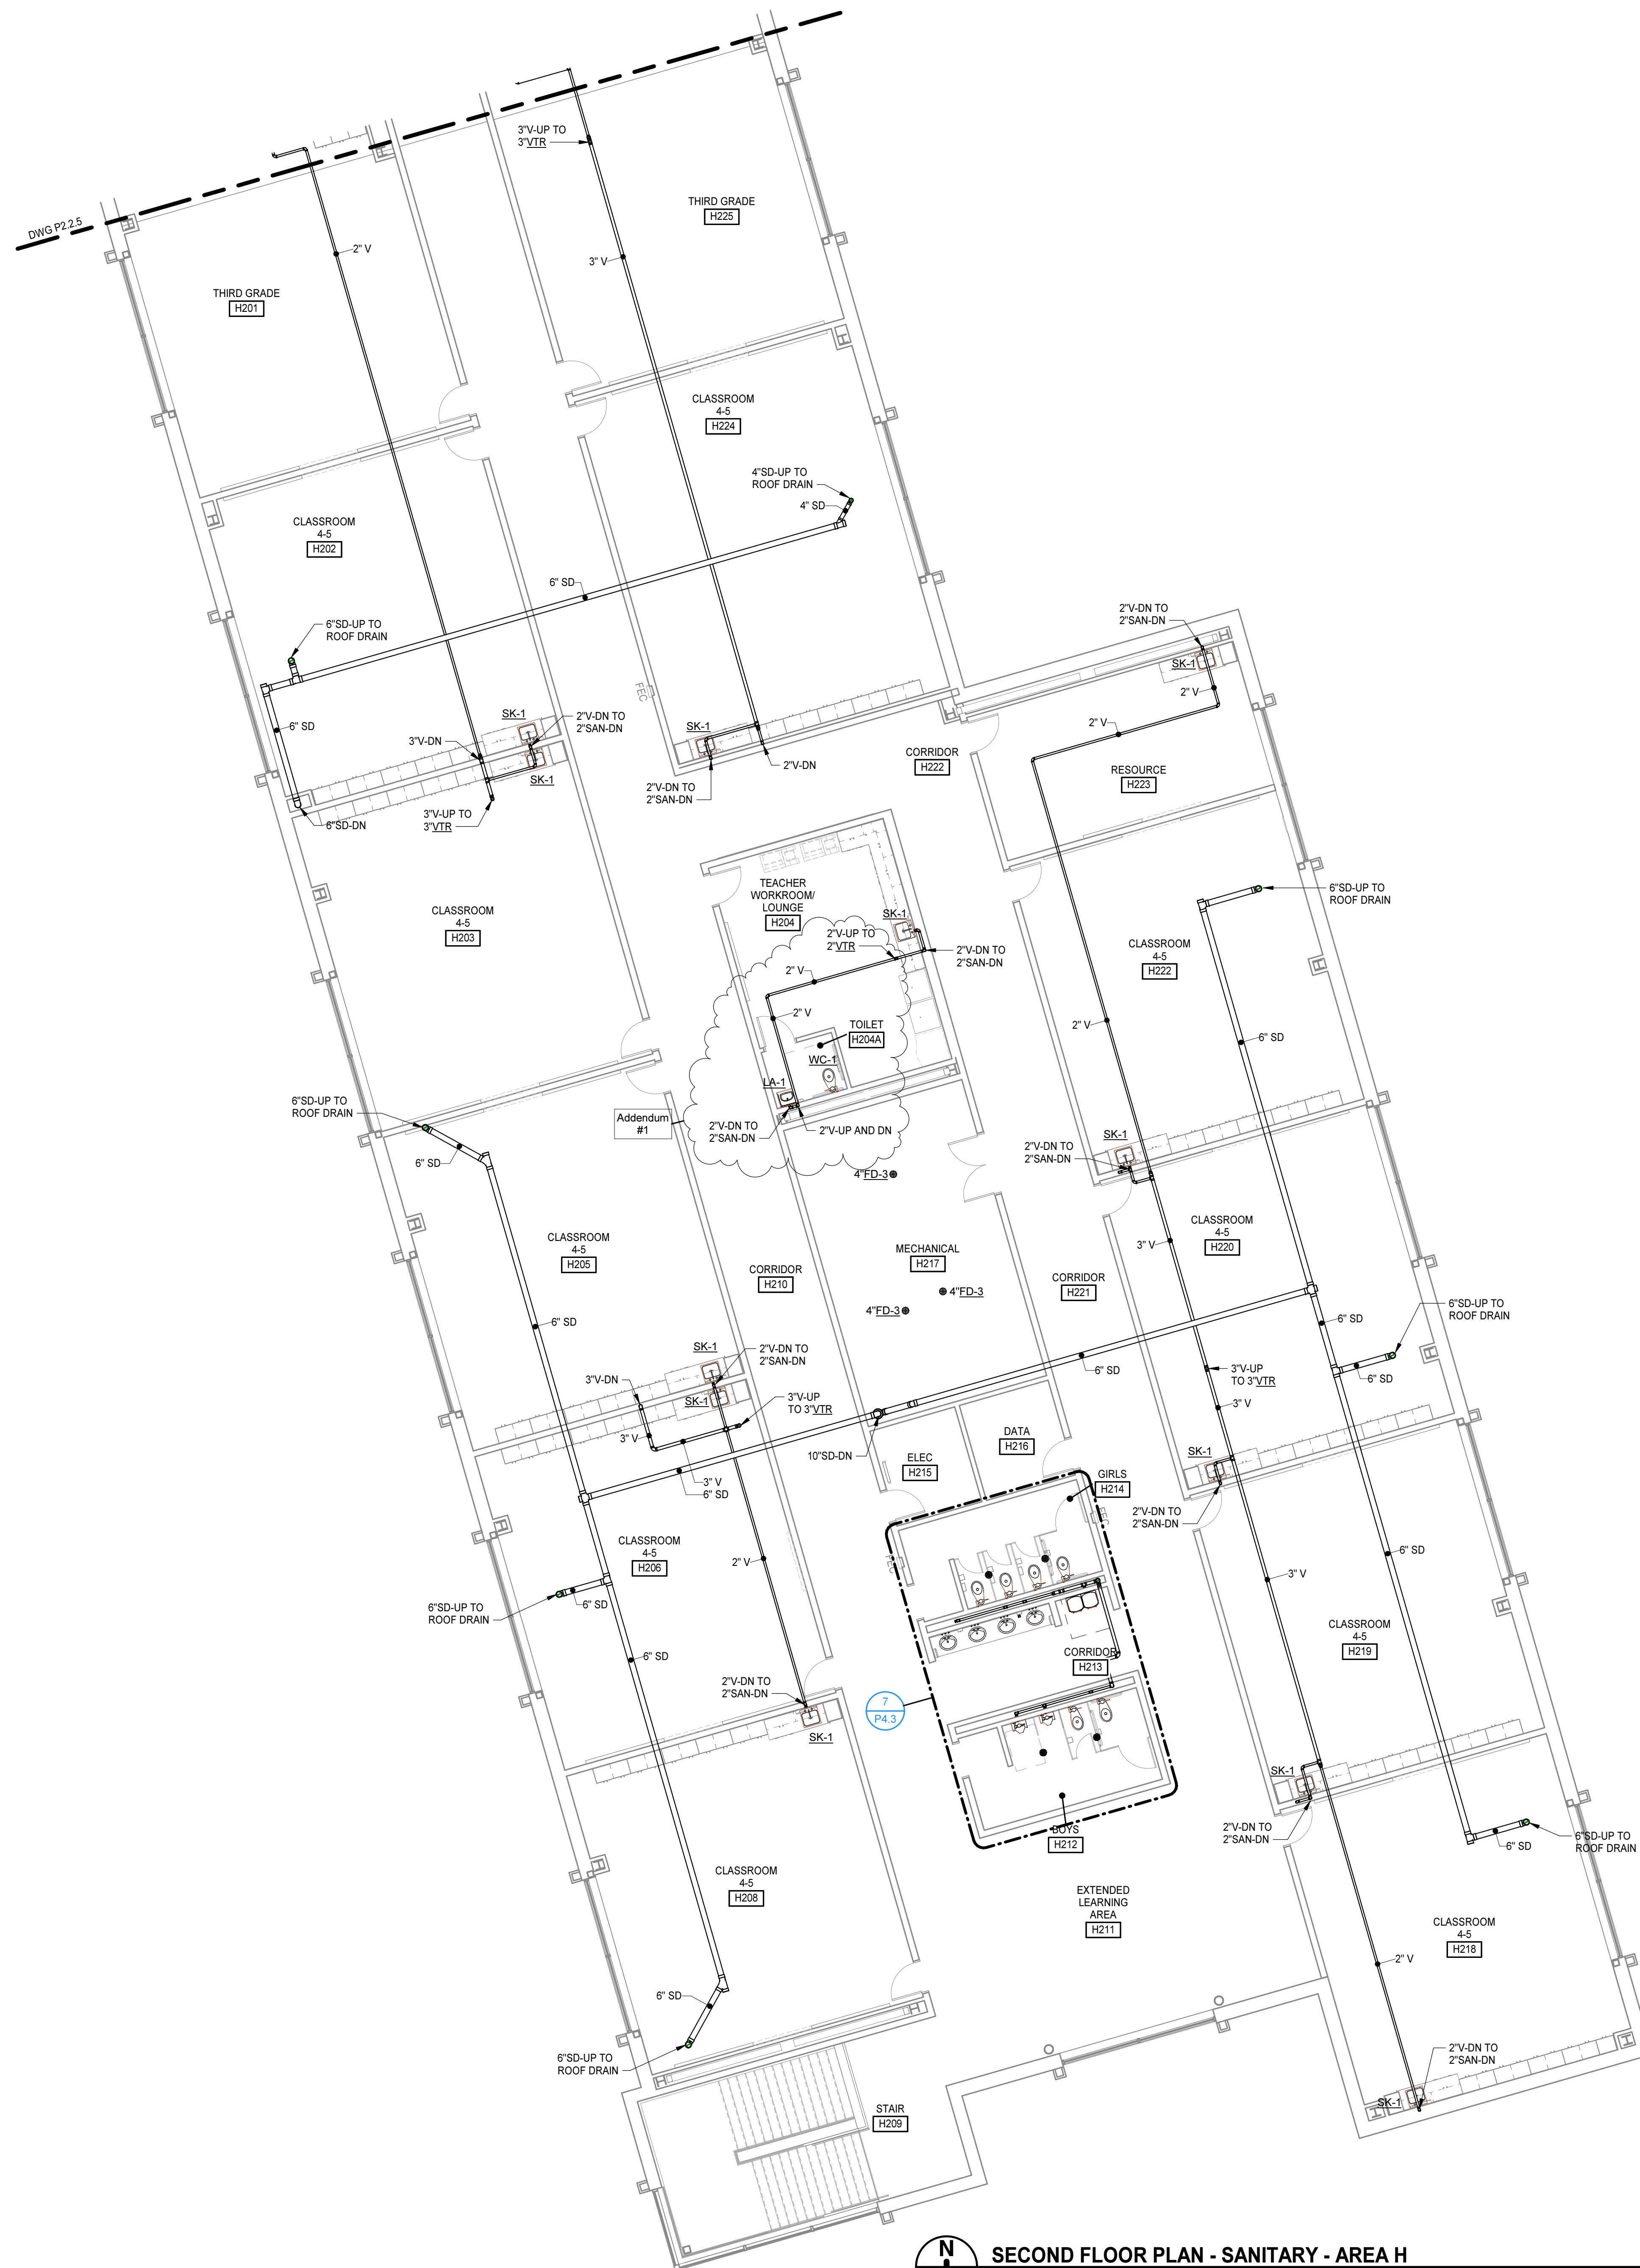 DWG P2.2.5
3"V-UP TO
3"VTR
2" V
THIRD GRADE
H225
3" V
THIRD GRADE
H201
CLASSROOM
4-5
H224
4"SD-UP TO
ROOF DRAIN
4" SD
CLASSROOM
4-5
H202
6" SD
6"SD-UP TO
ROOF DRAIN
2"V-DN TO
2"SAN-DN
SK-1
2" V
FEC
6" SD
SK-1
2"V-DN TO
2"SAN-DN
3"V-DN
SK-1
SK-1
2" V
CORRIDOR
H222
2"V-DN
RESOURCE
H223
2"V-DN TO
2"SAN-DN
3"V-UP TO
3"VTR
6"SD-DN
TEACHER
WORKROOM/
LOUNGE
H204
6"SD-UP TO
ROOF DRAIN
CLASSROOM
4-5
H203
SK-1
2"V-UP TO
2"VTR
2"V-DN TO
2"SAN-DN
CLASSROOM
4-5
H222
2" V
2" V
TOILET
H204A
2" V
6" SD
WC-1
LA-1
6"SD-UP TO
ROOF DRAIN
Addendum
#1
2"V-DN TO
2"SAN-DN
2"V-UP AND DN
SK-1
2"V-DN TO
2"SAN-DN
6" SD
4"FD-3
CLASSROOM
4-5
H205
CLASSROOM
4-5
H220
3" V
MECHANICAL
H217
CORRIDOR
H210
CORRIDOR
H221
4"FD-3
4"FD-3
6"SD-UP TO
ROOF DRAIN
6" SD
6" SD
SK-1
2"V-DN TO
2"SAN-DN
6" SD
3"V-UP
TO 3"VTR
6" SD
3"V-DN
SK-1
3"V-UP
TO 3"VTR
3" V
3" V
DATA
H216
10"SD-DN
ELEC
H215
SK-1
3" V
6" SD
GIRLS
H214
FEC
2"V-DN TO
2"SAN-DN
CLASSROOM
4-5
H206
2" V
FEC
6" SD
3" V
6"SD-UP TO
ROOF DRAIN
6" SD
CLASSROOM
4-5
H219
6" SD
CORRIDOR
H213
2"V-DN TO
2"SAN-DN
7
P4.3
SK-1
SK-1
BOYS
H212
2"V-DN TO
2"SAN-DN
6" SD
6"SD-UP TO
ROOF DRAIN
CLASSROOM
4-5
H208
EXTENDED
LEARNING
AREA
H211
CLASSROOM
4-5
H218
2" V
6" SD
6"SD-UP TO
ROOF DRAIN
2"V-DN TO
2"SAN-DN
SK-1
STAIR
H209
N
SECOND FLOOR PLAN - SANITARY - AREA H